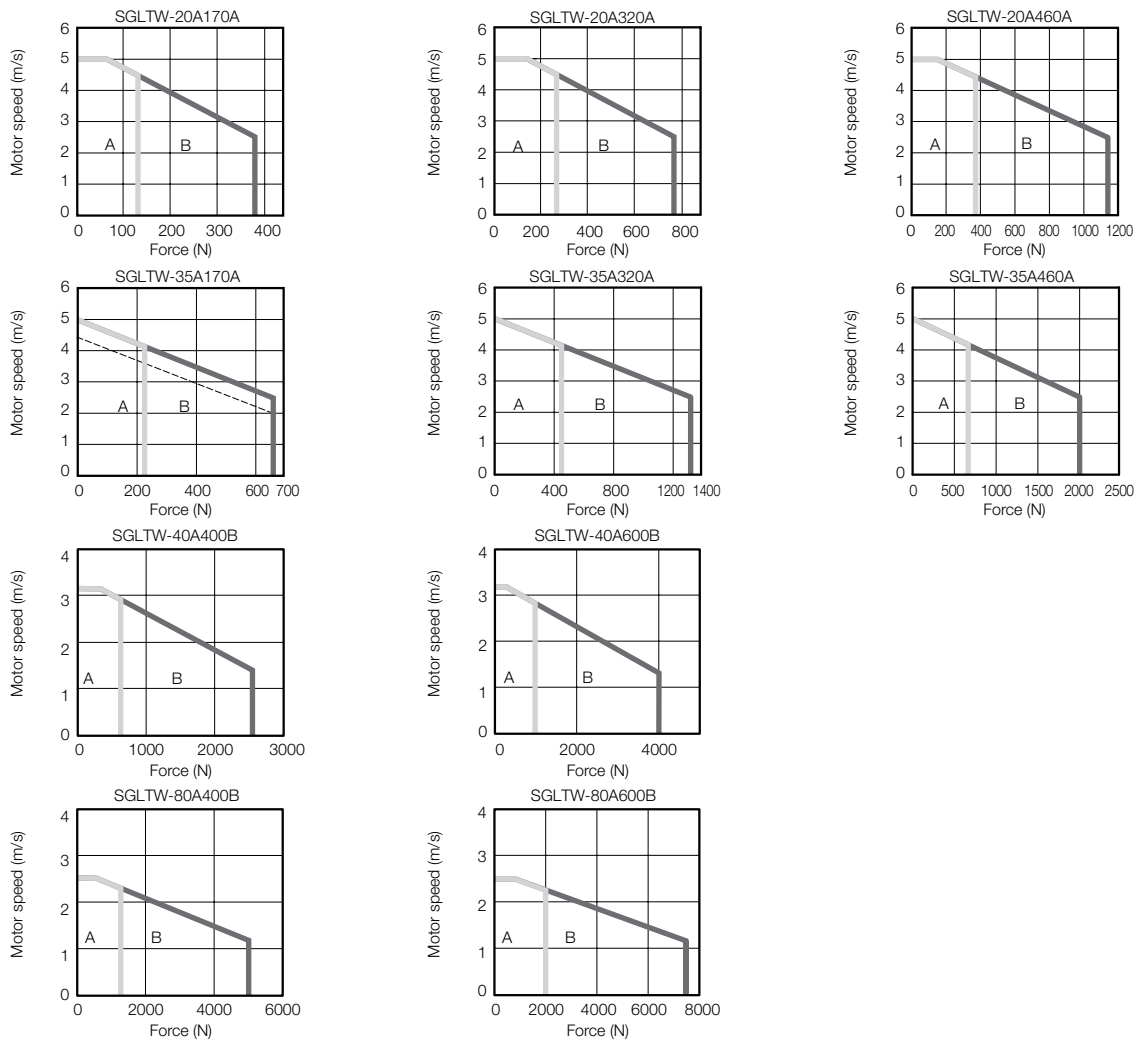 SGLTW-20A170A
Motor speed (m/s)
6
5
4
3
2
1
0
A
B
0 100 200 300 400
Force (N)
SGLTW-20A320A
Motor speed (m/s)
6
5
4
3
2
1
0
A
B
0 200 400 600 800
Force (N)
SGLTW-20A460A
Motor speed (m/s)
6
5
4
3
2
1
0
A
B
0 200 400 600 800 1000 1200
Force (N)
SGLTW-35A170A
Motor speed (m/s)
6
5
4
3
2
1
0
A
B
0 200 400 600 700
Force (N)
SGLTW-35A320A
Motor speed (m/s)
6
5
4
3
2
1
0
A
B
0 400 800 1200 1400
Force (N)
SGLTW-35A460A
Motor speed (m/s)
6
5
4
3
2
1
0
A
B
0 500 1000 1500 2000 2500
Force (N)
SGLTW-40A400B
Motor speed (m/s)
4
3
2
1
0
A
B
0 1000 2000 3000
Force (N)
SGLTW-40A600B
Motor speed (m/s)
4
3
2
1
0
A
B
0 2000 4000
Force (N)
SGLTW-80A400B
Motor speed (m/s)
4
3
2
1
0
A
B
0 2000 4000 6000
Force (N)
SGLTW-80A600B
Motor speed (m/s)
4
3
2
1
0
A
B
0 2000 4000 6000 8000
Force (N)